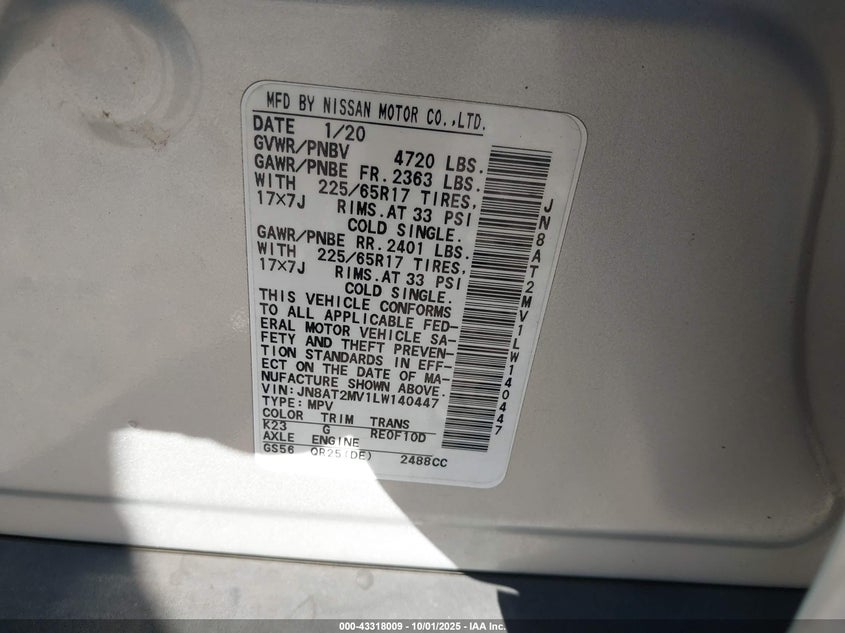 MFD BY NISSAN MOTOR CO.,LTD.
DATE 1/20
GVWR/PNBV 4720 LBS.
GAWR/PNBE FR. 2363 LBS.
WITH 225/65R17 TIRES,
17×7J RIMS.AT 33 PSI
COLD SINGLE.
GAWR/PNBE RR. 2401 LBS.
WITH 225/65R17 TIRES,
17×7J RIMS.AT 33 PSI
COLD SINGLE.
THIS VEHICLE CONFORMS
TO ALL APPLICABLE FED-
ERAL MOTOR VEHICLE SA-
FETY AND THEFT PREVEN-
TION STANDARDS IN EFF-
ECT ON THE DATE OF MA-
NUFACTURE SHOWN ABOVE.
VIN:JN8AT2MV1LW140447
TYPE:MPV
COLOR TRIM TRANS
K23 G RE0F10D
AXLE ENGINE
GS56 QR25(DE) 2488CC
JN8AT2MV1LW140447
000-43318009 - 10/01/2025 - IAA Inc.